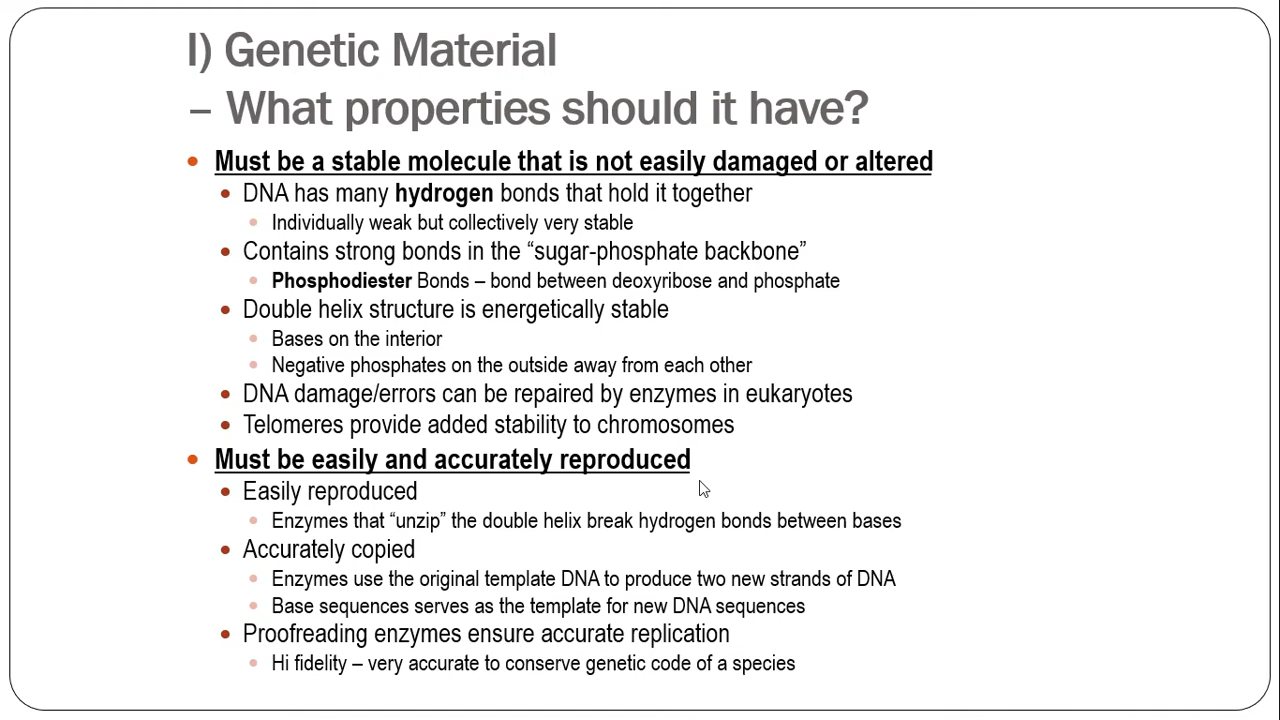 I) Genetic Material
– What properties should it have?
• Must be a stable molecule that is not easily damaged or altered
• DNA has many hydrogen bonds that hold it together
• Individually weak but collectively very stable
• Contains strong bonds in the “sugar-phosphate backbone”
• Phosphodiester Bonds – bond between deoxyribose and phosphate
• Double helix structure is energetically stable
• Bases on the interior
• Negative phosphates on the outside away from each other
• DNA damage/errors can be repaired by enzymes in eukaryotes
• Telomeres provide added stability to chromosomes
• Must be easily and accurately reproduced
• Easily reproduced
• Enzymes that “unzip” the double helix break hydrogen bonds between bases
• Accurately copied
• Enzymes use the original template DNA to produce two new strands of DNA
• Base sequences serves as the template for new DNA sequences
• Proofreading enzymes ensure accurate replication
• Hi fidelity – very accurate to conserve genetic code of a species